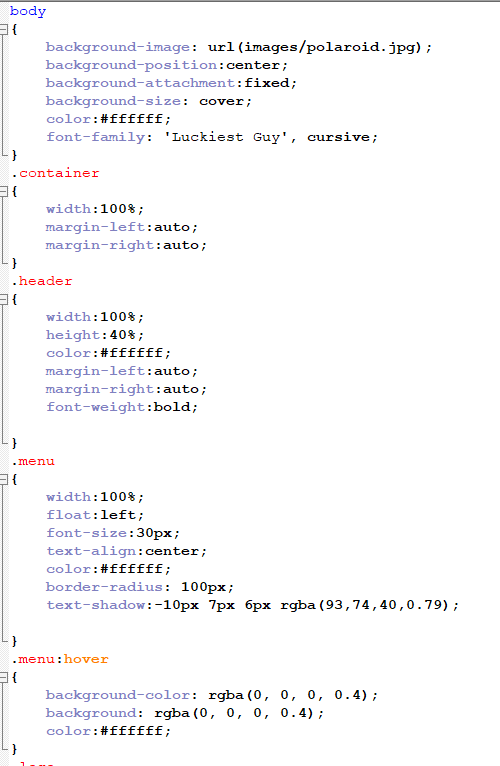 body
{
background-image: url(images/polaroid.jpg);
background-position:center;
background-attachment:fixed;
background-size: cover;
color:#ffffff;
font-family: 'Luckiest Guy', cursive;
}
.container
{
width:100%;
margin-left:auto;
margin-right:auto;
}
.header
{
width:100%;
height:40%;
color:#ffffff;
margin-left:auto;
margin-right:auto;
font-weight:bold;
}
.menu
{
width:100%;
float:left;
font-size:30px;
text-align:center;
color:#ffffff;
border-radius: 100px;
text-shadow:-10px 7px 6px rgba(93,74,40,0.79);
}
.menu:hover
{
background-color: rgba(0, 0, 0, 0.4);
background: rgba(0, 0, 0, 0.4);
color:#ffffff;
}